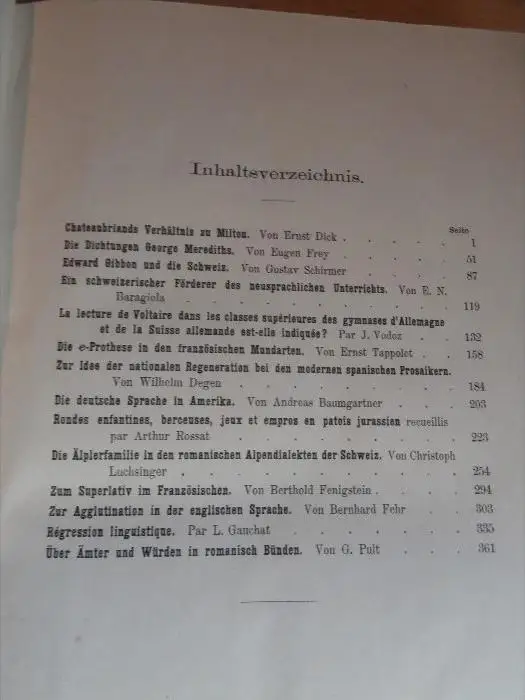 Inhaltsverzeichnis.
Seite
Chateaubriands Verhältnis zu Milton. Von Ernst Dick . . . . . 1
Die Dichtungen George Merediths. Von Eugen Frey . . . . . 51
Edward Gibbon und die Schweiz. Von Gustav Schirmer . . . . 87
Ein schweizerischer Förderer des neusprachlichen Unterrichts. Von E. N.
Baragiola . . . . . . . . . . . 119
La lecture de Voltaire dans les classes supérieures des gymnases d'Allemagne
et de la Suisse allemande est-elle indiquée? Par J. Vodoz . . 132
Die e-Prothese in den französischen Mundarten. Von Ernst Tappolet . . 158
Zur Idee der nationalen Regeneration bei den modernen spanischen Prosaikern.
Von Wilhelm Degen . . . . . . . . . 184
Die deutsche Sprache in Amerika. Von Andreas Baumgartner . . . 203
Rondes enfantines, berceuses, jeux et empros en patois jurassien recueillis
par Arthur Rossat . . . . . . . . . 223
Die Älplerfamilie in den romanischen Alpendialekten der Schweiz. Von Christoph
Luchsinger . . . . . . . . . . 254
Zum Superlativ im Französischen. Von Berthold Fenigstein . . . . 294
Zur Agglutination in der englischen Sprache. Von Bernhard Fehr . . 303
Régression linguistique. Par L. Gauchat . . . . . . 335
Über Ämter und Würden in romanisch Bünden. Von G. Pult . . . 361